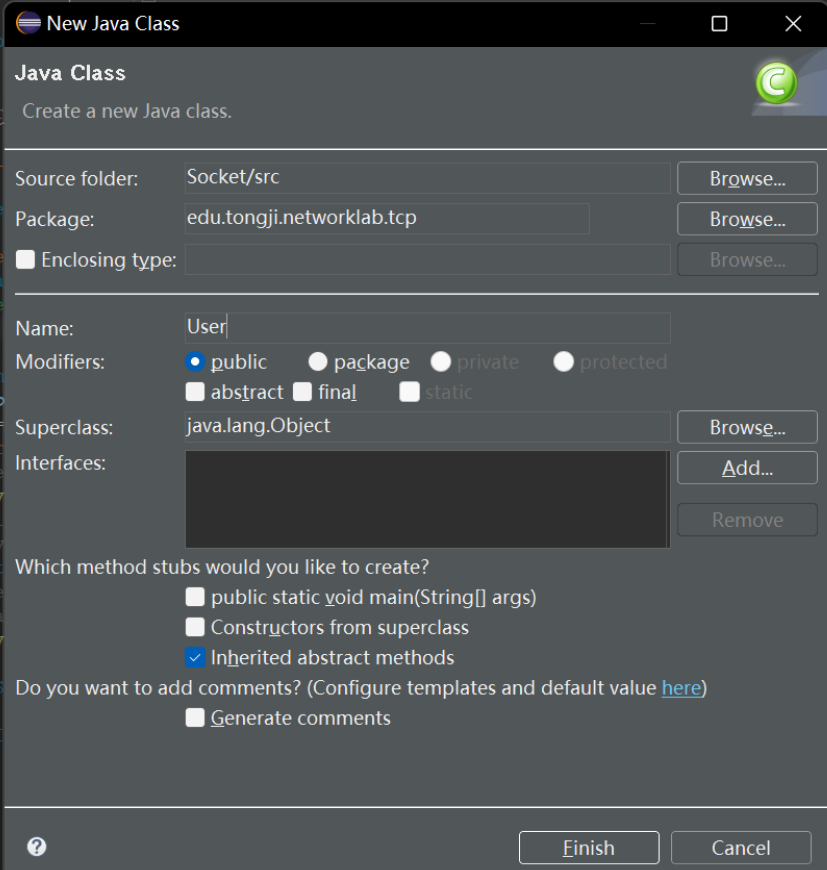 New Java Class
Java Class
Create a new Java class.
Source folder: Socket/src Browse...
Package: edu.tongji.networklab.tcp Browse...
Enclosing type: Browse...
Name: User
Modifiers: public package private protected
abstract final static
Superclass: java.lang.Object Browse...
Interfaces: Add...
Remove
Which method stubs would you like to create?
public static void main(String[] args)
Constructors from superclass
Inherited abstract methods
Do you want to add comments? (Configure templates and default value here)
Generate comments
? Finish Cancel